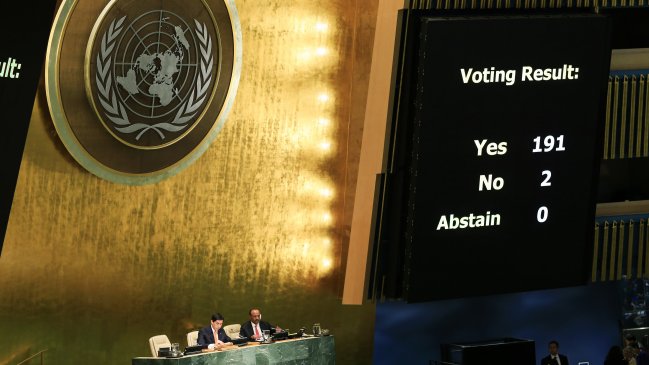 ult:
Voting Result:
Yes 191
No 2
Abstain 0